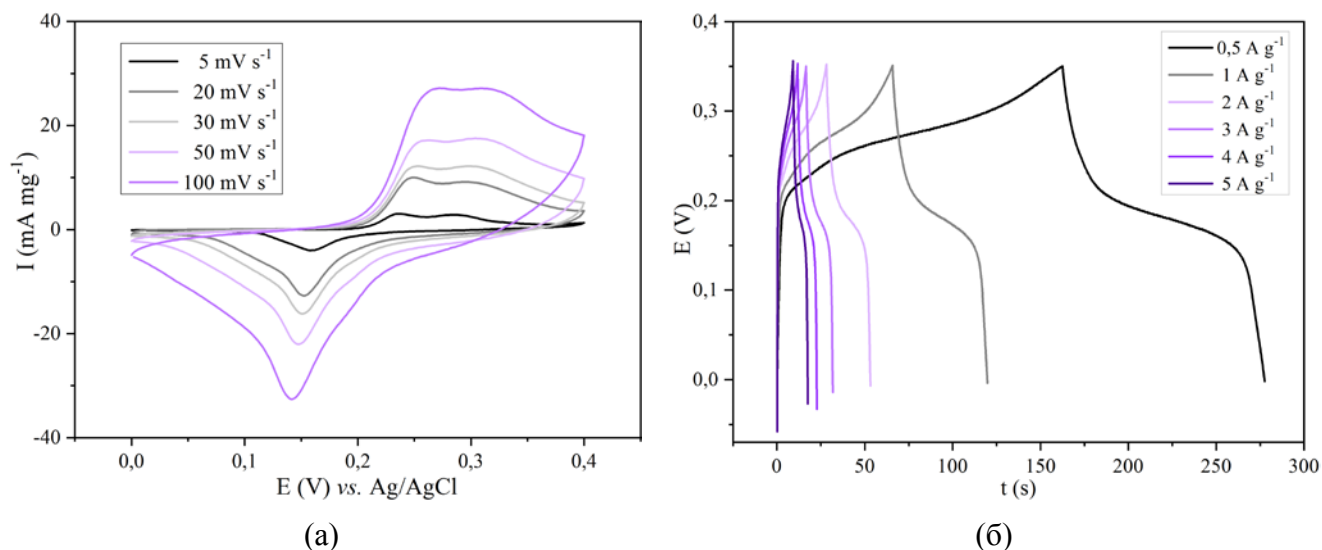 40
20
0
-20
-40
I (mA mg⁻¹)
5 mV s⁻¹
20 mV s⁻¹
30 mV s⁻¹
50 mV s⁻¹
100 mV s⁻¹
0,0 0,1 0,2 0,3 0,4
E (V) vs. Ag/AgCl
(а)
0,4
0,3
0,2
0,1
0,0
E (V)
0,5 A g⁻¹
1 A g⁻¹
2 A g⁻¹
3 A g⁻¹
4 A g⁻¹
5 A g⁻¹
0 50 100 150 200 250 300
t (s)
(б)